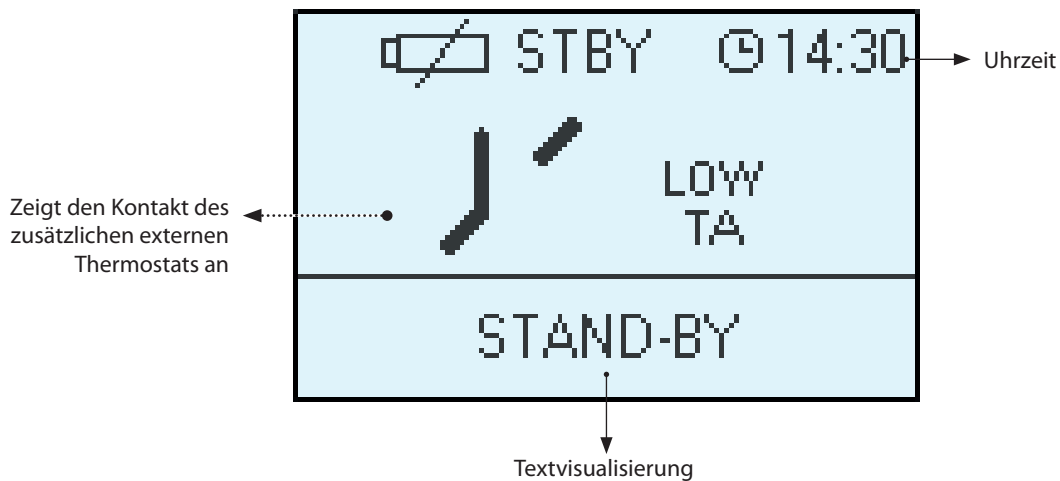 STBY 14:30
Uhrzeit
LOW
TA
Zeigt den Kontakt des
zusätzlichen externen
Thermostats an
STAND-BY
Textvisualisierung